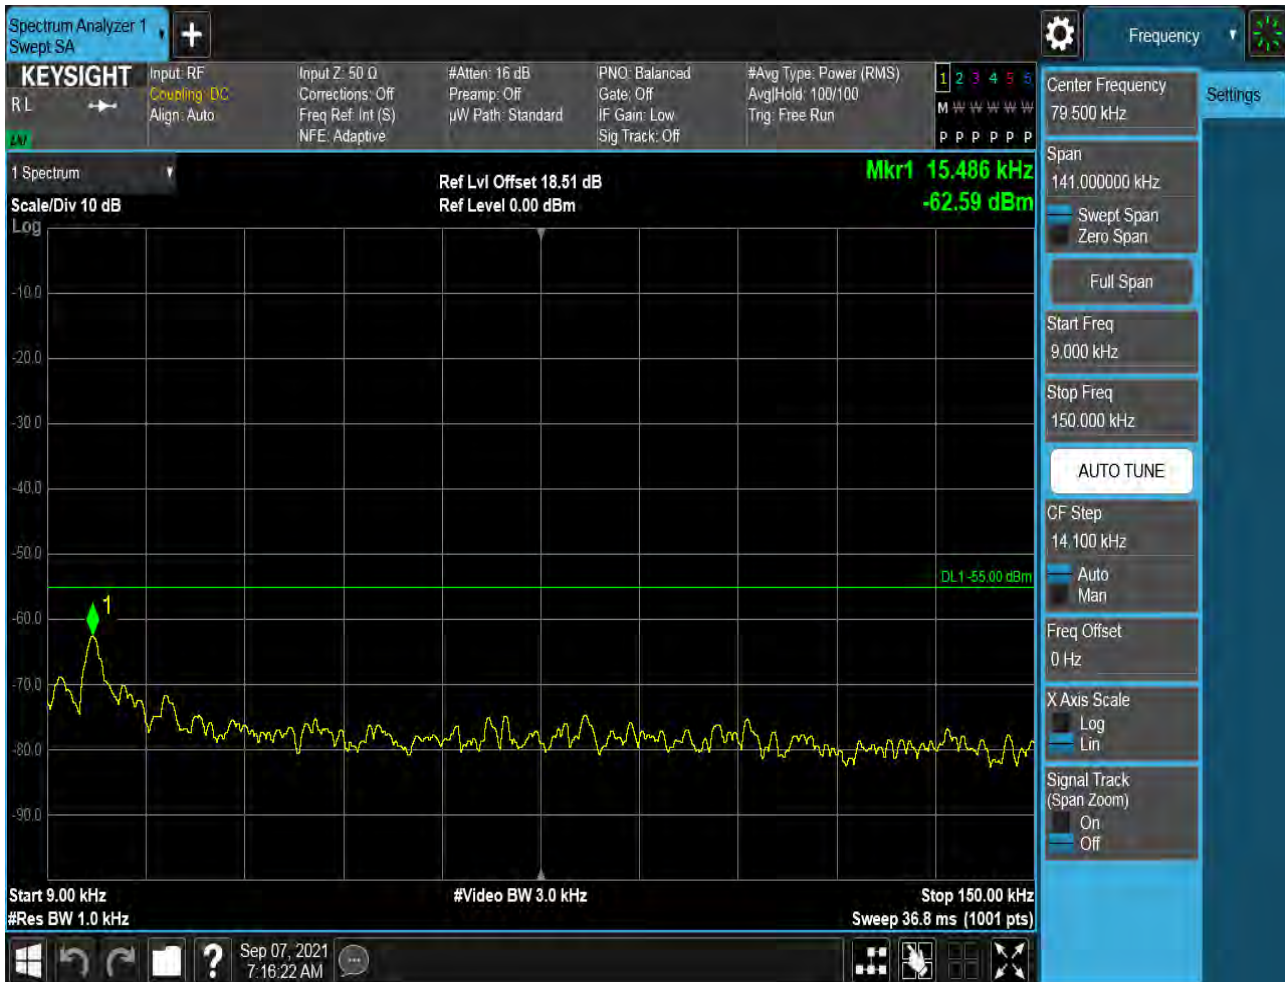 Spectrum Analyzer 1
Swept SA
+
Frequency
KEYSIGHT
R L
LXI
Input: RF
Coupling: DC
Align: Auto
Input Z: 50 Ω
Corrections: Off
Freq Ref: Int (S)
NFE: Adaptive
#Atten: 16 dB
Preamp: Off
µW Path: Standard
PNO: Balanced
Gate: Off
IF Gain: Low
Sig Track: Off
#Avg Type: Power (RMS)
Avg|Hold: 100/100
Trig: Free Run
1 2 3 4 5 6
M W W W W W
P P P P P P
1 Spectrum
Scale/Div 10 dB
Log
Ref Lvl Offset 18.51 dB
Ref Level 0.00 dBm
Mkr1 15.486 kHz
-62.59 dBm
-10.0
-20.0
-30.0
-40.0
-50.0
-60.0
-70.0
-80.0
-90.0
DL1 -55.00 dBm
1
Start 9.00 kHz
#Res BW 1.0 kHz
#Video BW 3.0 kHz
Stop 150.00 kHz
Sweep 36.8 ms (1001 pts)
Center Frequency
79.500 kHz
Span
141.000000 kHz
Swept Span
Zero Span
Full Span
Start Freq
9.000 kHz
Stop Freq
150.000 kHz
AUTO TUNE
CF Step
14.100 kHz
Auto
Man
Freq Offset
0 Hz
X Axis Scale
Log
Lin
Signal Track
(Span Zoom)
On
Off
Settings
?
Sep 07, 2021
7:16:22 AM